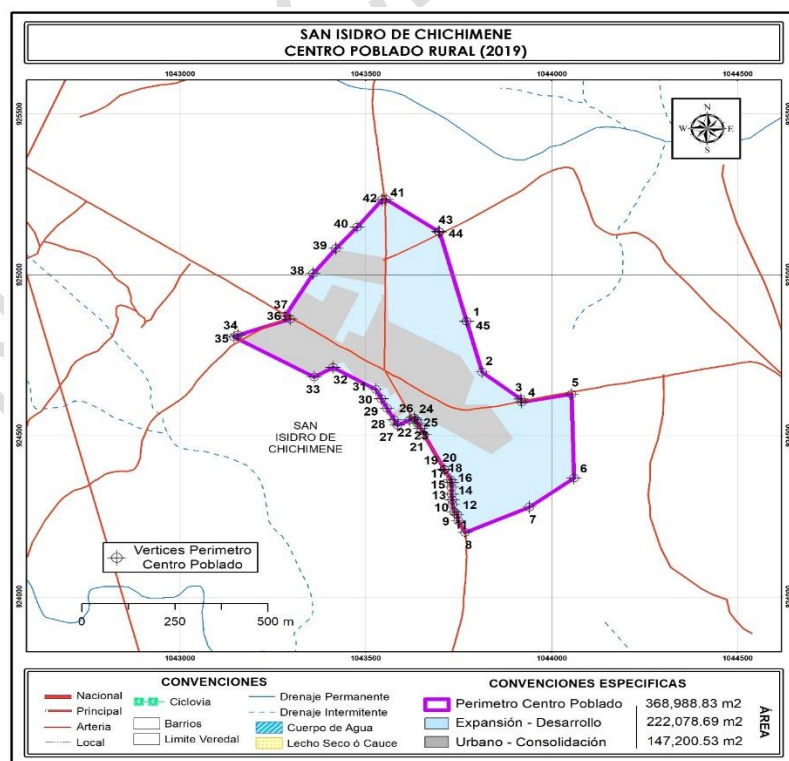 SAN ISIDRO DE CHICHIMENE
CENTRO POBLADO RURAL (2019)
1043000 1043500 1044000 1044500
925500 925500
N
W E
S
42 41
43
44
40
39
38
925000 925000
37
36
34
35
1
45
2
33 32
3 4 5
31
30
29
28
27
26 24
25
22 23
21
924500 924500
SAN
ISIDRO DE
CHICHIMENE
20
19 18
17 16
15 14
13 12
10
9 11
8
6
7
Vertices Perimetro
Centro Poblado
0 250 500 m
924000 924000
1043000 1043500 1044000 1044500
CONVENCIONES
Nacional
Principal
Arteria
Local
Ciclovia
Barrios
Limite Veredal
Drenaje Permanente
Drenaje Intermitente
Cuerpo de Agua
Lecho Seco ó Cauce
CONVENCIONES ESPECIFICAS
Perimetro Centro Poblado 368,988.83 m2
Expansión - Desarrollo 222,078.69 m2
Urbano - Consolidación 147,200.53 m2
ÁREA